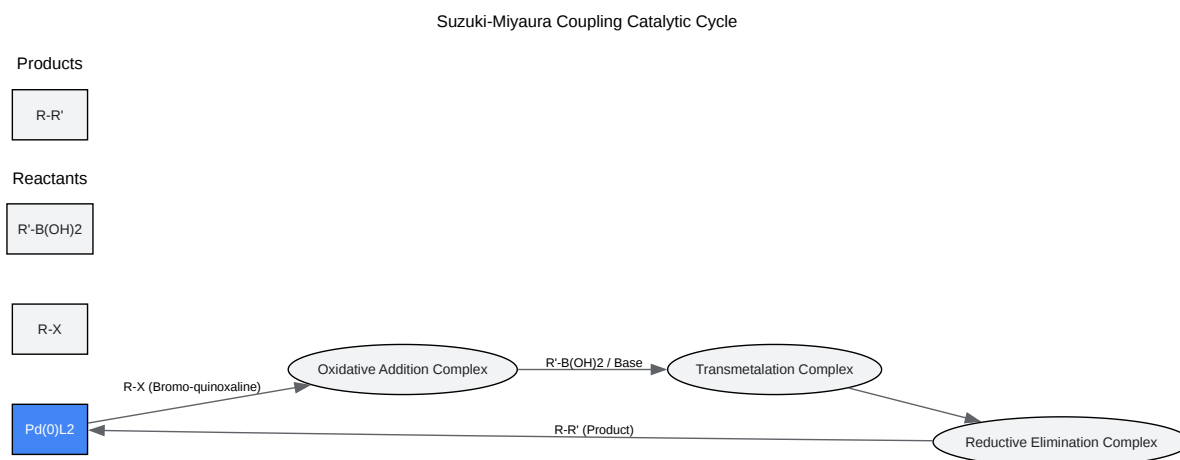 Suzuki-Miyaura Coupling Catalytic Cycle
Products
R-R'
Reactants
R'-B(OH)2
R-X
Oxidative Addition Complex
R'-B(OH)2 / Base
Transmetalation Complex
R-X (Bromo-quinoxaline)
Pd(0)L2
R-R' (Product)
Reductive Elimination Complex